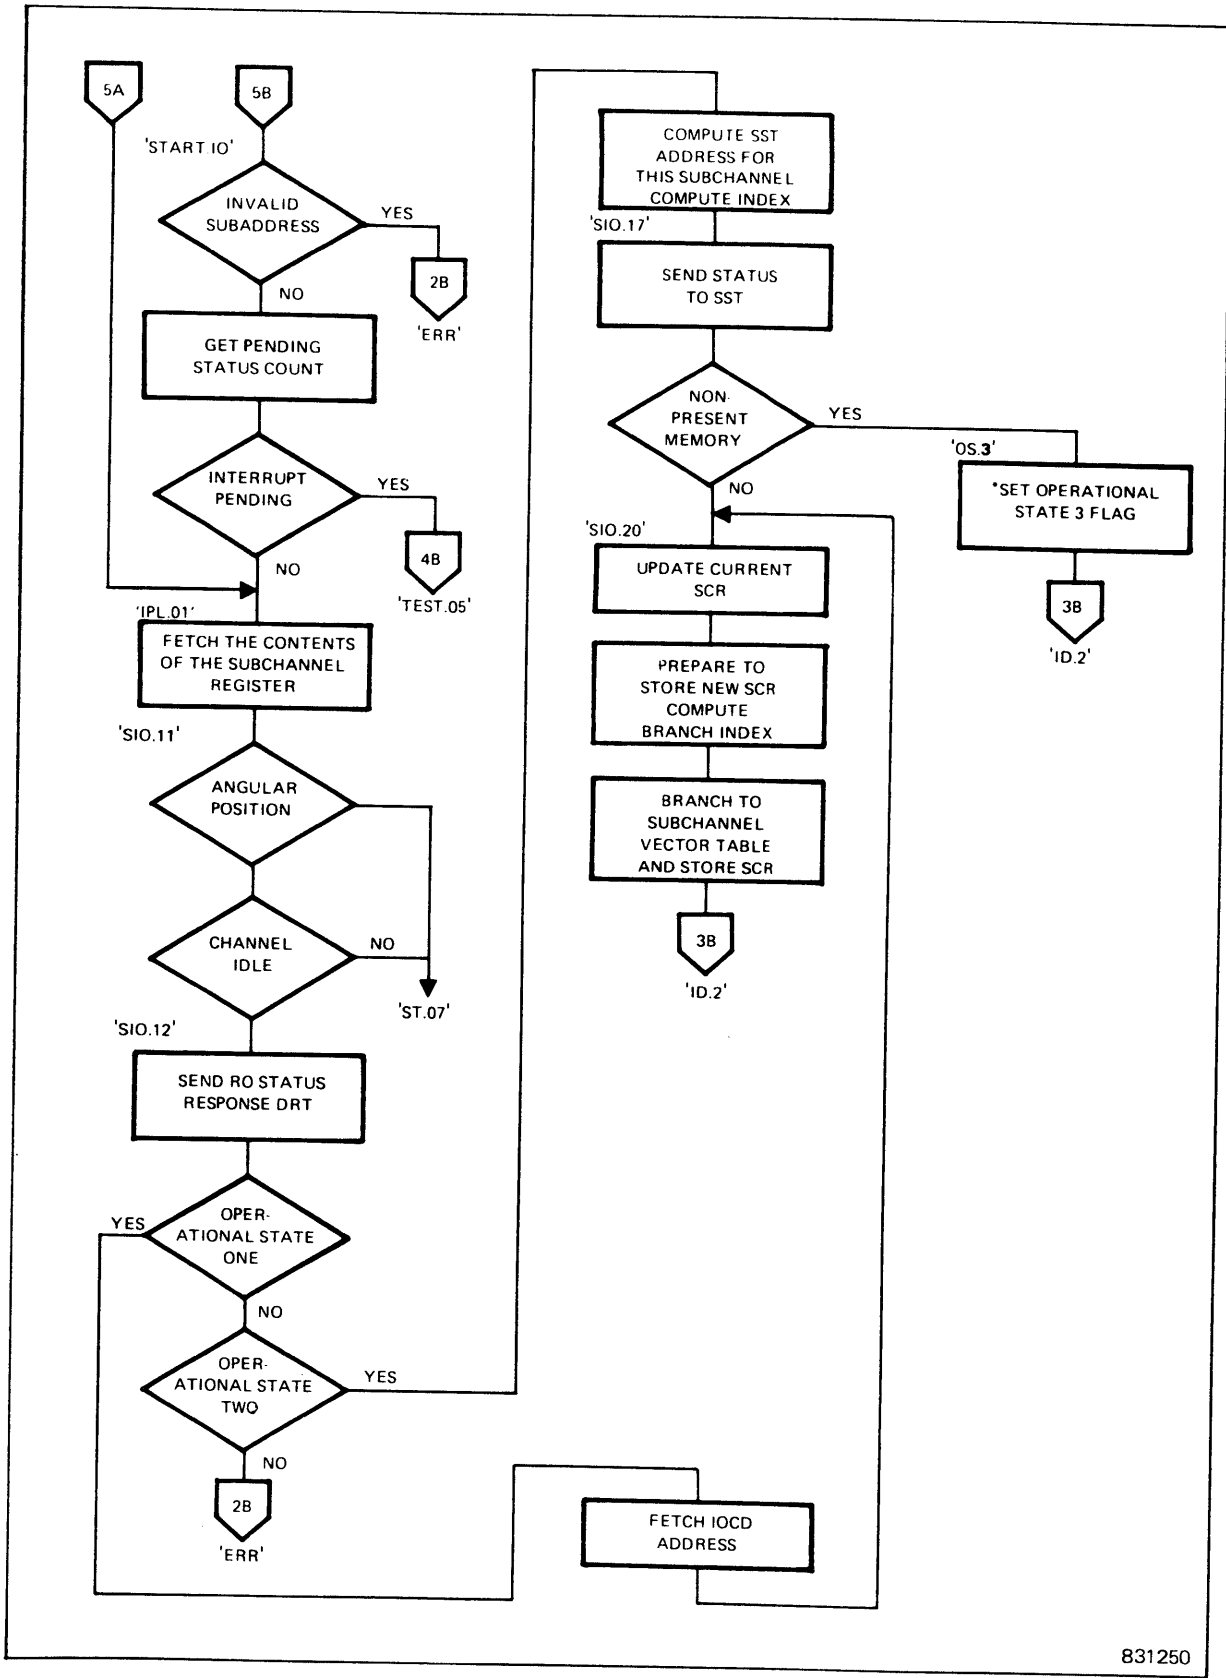 5A
5B
'START.IO'
INVALID
SUBADDRESS
YES
2B
'ERR'
NO
GET PENDING
STATUS COUNT
INTERRUPT
PENDING
YES
4B
'TEST.05'
NO
'IPL.01'
FETCH THE CONTENTS
OF THE SUBCHANNEL
REGISTER
'SIO.11'
ANGULAR
POSITION
CHANNEL
IDLE
NO
'ST.07'
'SIO.12'
SEND RO STATUS
RESPONSE DRT
YES
OPER-
ATIONAL STATE
ONE
NO
OPER-
ATIONAL STATE
TWO
YES
NO
2B
'ERR'
COMPUTE SST
ADDRESS FOR
THIS SUBCHANNEL
COMPUTE INDEX
'SIO.17'
SEND STATUS
TO SST
NON-
PRESENT
MEMORY
YES
'OS.3'
*SET OPERATIONAL
STATE 3 FLAG
3B
'ID.2'
NO
'SIO.20'
UPDATE CURRENT
SCR
PREPARE TO
STORE NEW SCR
COMPUTE
BRANCH INDEX
BRANCH TO
SUBCHANNEL
VECTOR TABLE
AND STORE SCR
3B
'ID.2'
FETCH IOCD
ADDRESS
831250